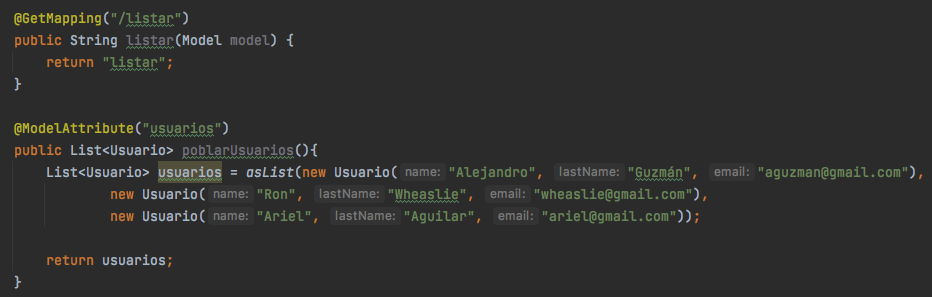 @GetMapping("/listar")
public String listar(Model model) {
    return "listar";
}

@ModelAttribute("usuarios")
public List<Usuario> poblarUsuarios(){
    List<Usuario> usuarios = asList(new Usuario( name: "Alejandro", lastName: "Guzmán", email: "aguzman@gmail.com"),
            new Usuario( name: "Ron", lastName: "Wheaslie", email: "wheaslie@gmail.com"),
            new Usuario( name: "Ariel", lastName: "Aguilar", email: "ariel@gmail.com"));

    return usuarios;
}